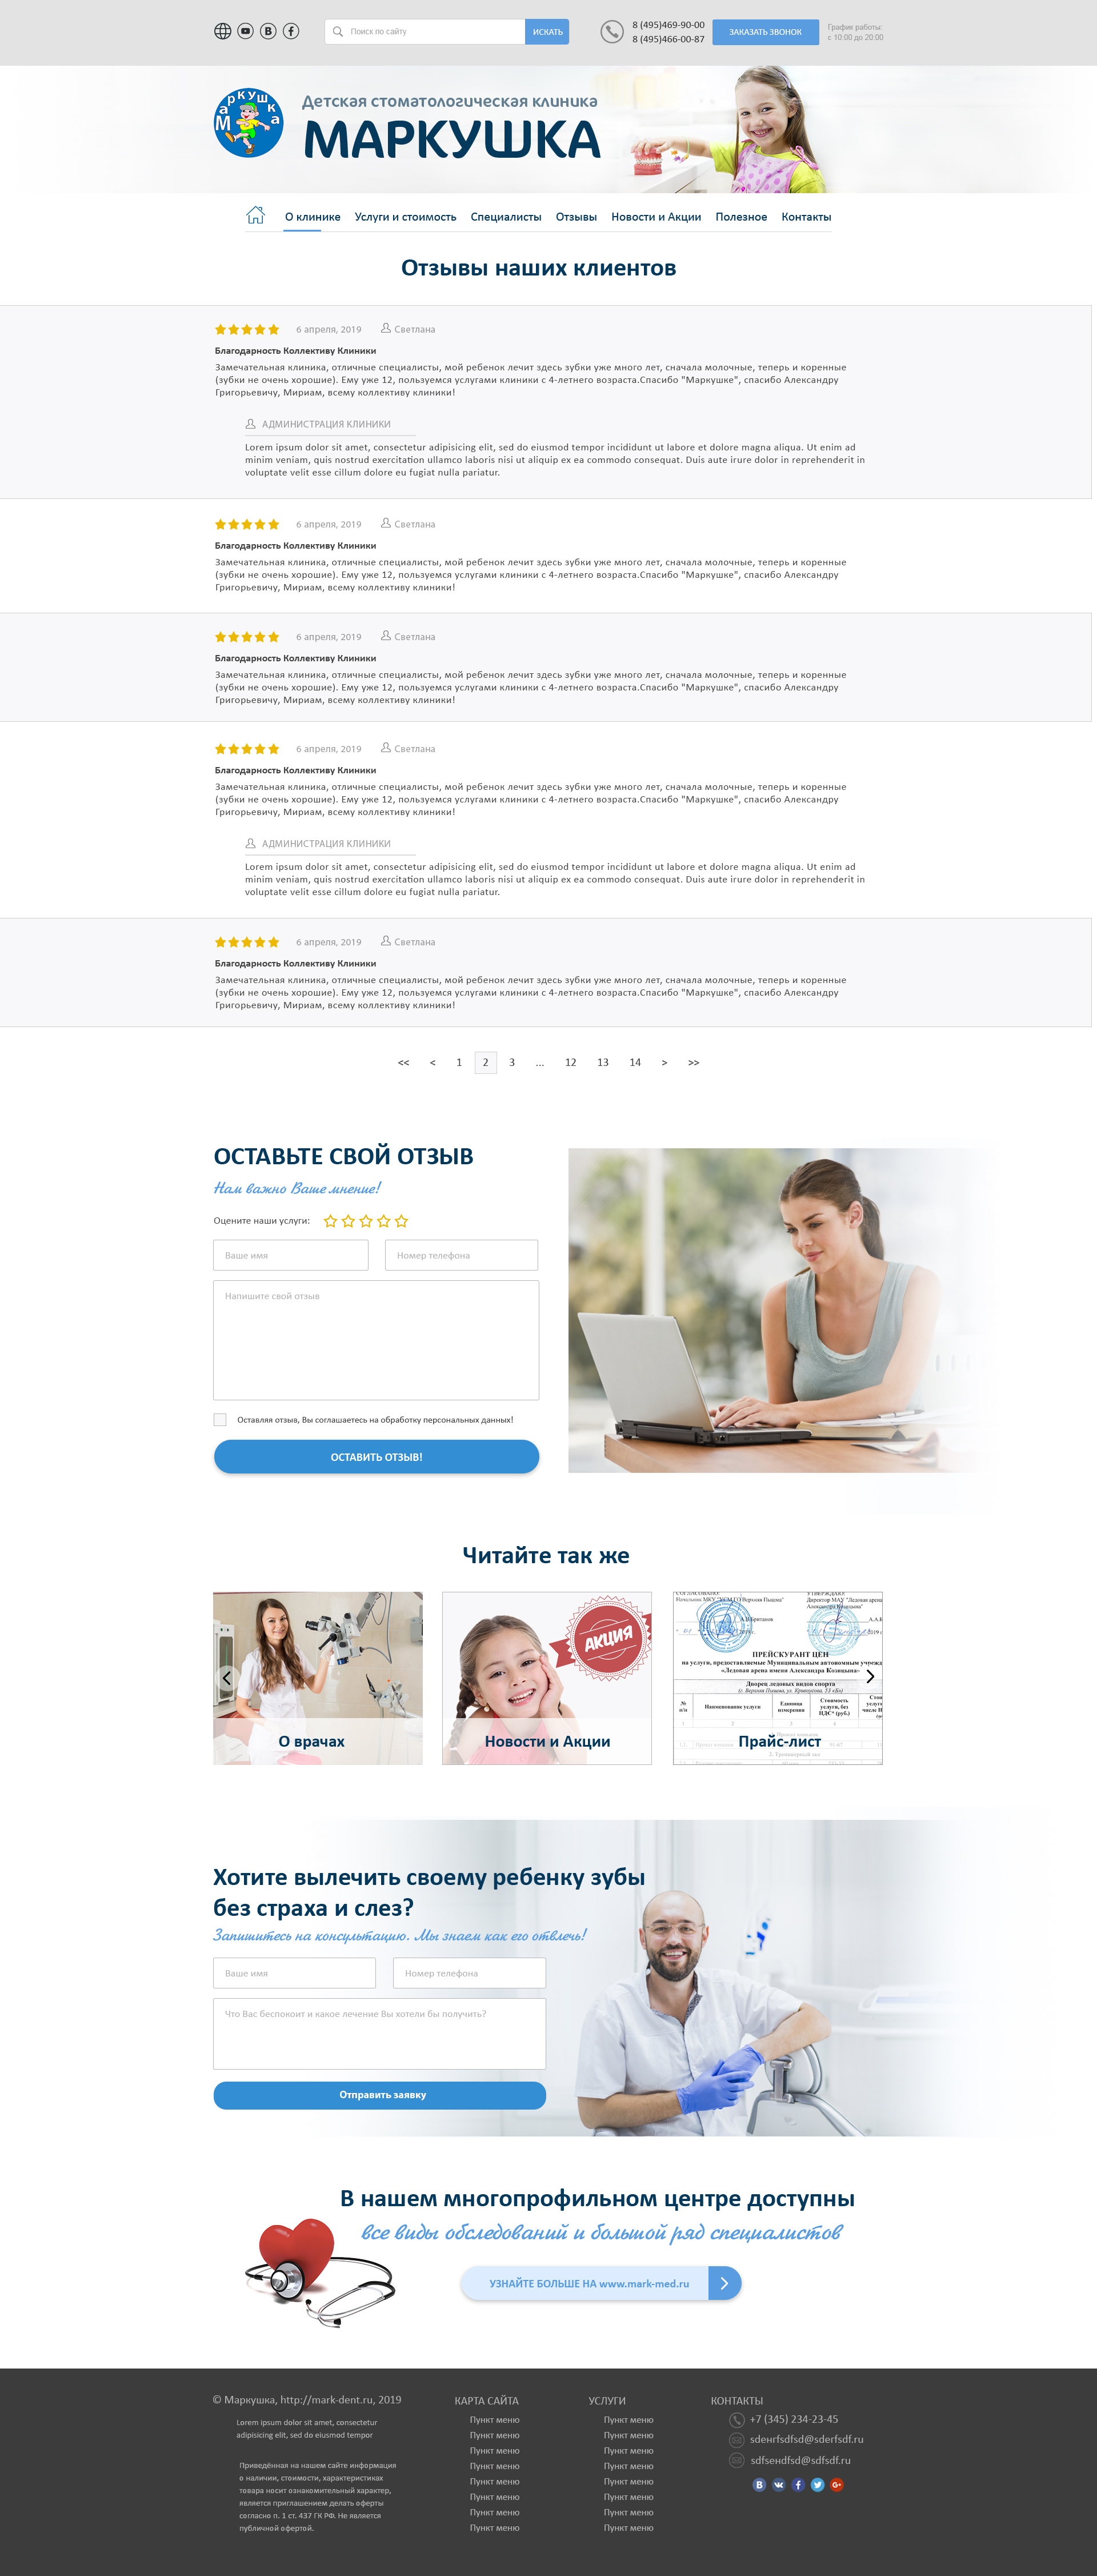 Поиск по сайту
ИСКАТЬ
8 (495)469-90-00
8 (495)466-00-87
ЗАКАЗАТЬ ЗВОНОК
График работы:
с 10:00 до 20:00
Маркушка
Детская стоматологическая клиника
МАРКУШКА
О клинике Услуги и стоимость Специалисты Отзывы Новости и Акции Полезное Контакты
Отзывы наших клиентов
6 апреля, 2019 Светлана
Благодарность Коллективу Клиники
Замечательная клиника, отличные специалисты, мой ребенок лечит здесь зубки уже много лет, сначала молочные, теперь и коренные
(зубки не очень хорошие). Ему уже 12, пользуемся услугами клиники с 4-летнего возраста.Спасибо "Маркушке", спасибо Александру
Григорьевичу, Мириам, всему коллективу клиники!
АДМИНИСТРАЦИЯ КЛИНИКИ
Lorem ipsum dolor sit amet, consectetur adipisicing elit, sed do eiusmod tempor incididunt ut labore et dolore magna aliqua. Ut enim ad
minim veniam, quis nostrud exercitation ullamco laboris nisi ut aliquip ex ea commodo consequat. Duis aute irure dolor in reprehenderit in
voluptate velit esse cillum dolore eu fugiat nulla pariatur.
6 апреля, 2019 Светлана
Благодарность Коллективу Клиники
Замечательная клиника, отличные специалисты, мой ребенок лечит здесь зубки уже много лет, сначала молочные, теперь и коренные
(зубки не очень хорошие). Ему уже 12, пользуемся услугами клиники с 4-летнего возраста.Спасибо "Маркушке", спасибо Александру
Григорьевичу, Мириам, всему коллективу клиники!
6 апреля, 2019 Светлана
Благодарность Коллективу Клиники
Замечательная клиника, отличные специалисты, мой ребенок лечит здесь зубки уже много лет, сначала молочные, теперь и коренные
(зубки не очень хорошие). Ему уже 12, пользуемся услугами клиники с 4-летнего возраста.Спасибо "Маркушке", спасибо Александру
Григорьевичу, Мириам, всему коллективу клиники!
6 апреля, 2019 Светлана
Благодарность Коллективу Клиники
Замечательная клиника, отличные специалисты, мой ребенок лечит здесь зубки уже много лет, сначала молочные, теперь и коренные
(зубки не очень хорошие). Ему уже 12, пользуемся услугами клиники с 4-летнего возраста.Спасибо "Маркушке", спасибо Александру
Григорьевичу, Мириам, всему коллективу клиники!
АДМИНИСТРАЦИЯ КЛИНИКИ
Lorem ipsum dolor sit amet, consectetur adipisicing elit, sed do eiusmod tempor incididunt ut labore et dolore magna aliqua. Ut enim ad
minim veniam, quis nostrud exercitation ullamco laboris nisi ut aliquip ex ea commodo consequat. Duis aute irure dolor in reprehenderit in
voluptate velit esse cillum dolore eu fugiat nulla pariatur.
6 апреля, 2019 Светлана
Благодарность Коллективу Клиники
Замечательная клиника, отличные специалисты, мой ребенок лечит здесь зубки уже много лет, сначала молочные, теперь и коренные
(зубки не очень хорошие). Ему уже 12, пользуемся услугами клиники с 4-летнего возраста.Спасибо "Маркушке", спасибо Александру
Григорьевичу, Мириам, всему коллективу клиники!
<< < 1 2 3 ... 12 13 14 > >>
ОСТАВЬТЕ СВОЙ ОТЗЫВ
Нам важно Ваше мнение!
Оцените наши услуги:
Ваше имя
Номер телефона
Напишите свой отзыв
Оставляя отзыв, Вы соглашаетесь на обработку персональных данных!
ОСТАВИТЬ ОТЗЫВ!
Читайте так же
О врачах
АКЦИЯ
Новости и Акции
ПРЕЙСКУРАНТ ЦЕН
на услуги, предоставляемые Муниципальным автономным учрежд
«Ледовая арена имени Александра Козицына»
Дворец ледовых видов спорта
Наименование услуги
Единица измерения
Стоимость услуги, без НДС* (руб.)
Прайс-лист
Хотите вылечить своему ребенку зубы
без страха и слез?
Запишитесь на консультацию. Мы знаем как его отвлечь!
Ваше имя
Номер телефона
Что Вас беспокоит и какое лечение Вы хотели бы получить?
Отправить заявку
В нашем многопрофильном центре доступны
все виды обследований и большой ряд специалистов
УЗНАЙТЕ БОЛЬШЕ НА www.mark-med.ru
© Маркушка, http://mark-dent.ru, 2019
Lorem ipsum dolor sit amet, consectetur
adipisicing elit, sed do eiusmod tempor
Приведённая на нашем сайте информация
о наличии, стоимости, характеристиках
товара носит ознакомительный характер,
является приглашением делать оферты
согласно п. 1 ст. 437 ГК РФ. Не является
публичной офертой.
КАРТА САЙТА
Пункт меню
Пункт меню
Пункт меню
Пункт меню
Пункт меню
Пункт меню
Пункт меню
Пункт меню
УСЛУГИ
Пункт меню
Пункт меню
Пункт меню
Пункт меню
Пункт меню
Пункт меню
Пункт меню
Пункт меню
КОНТАКТЫ
+7 (345) 234-23-45
sdенrfsdfsd@sderfsdf.ru
sdfsенdfsd@sdfsdf.ru